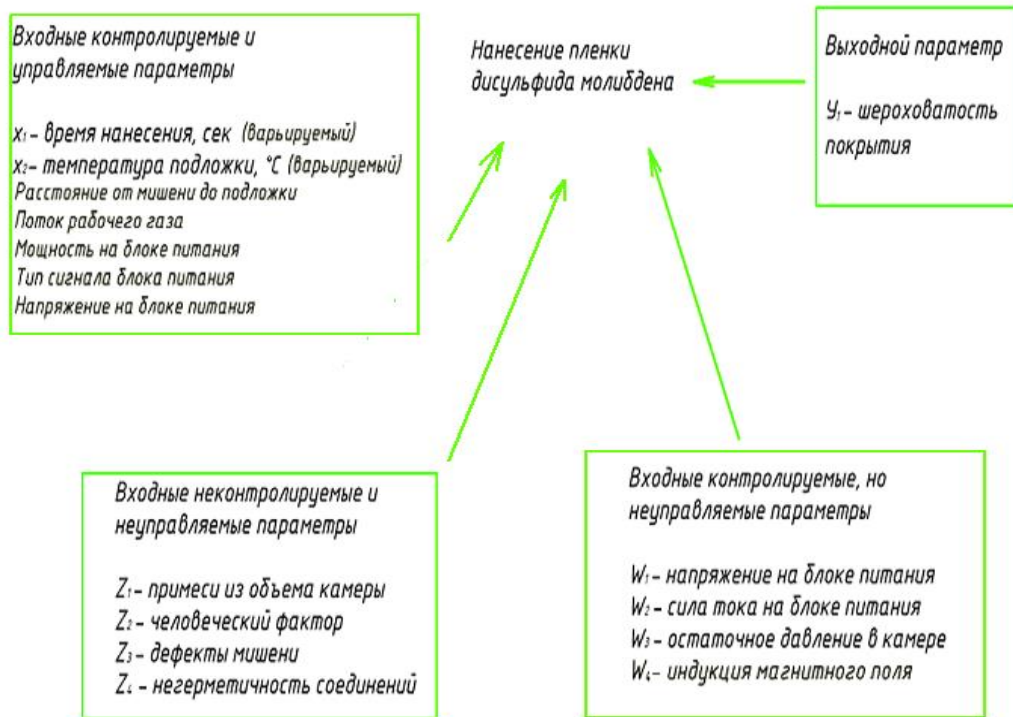 Входные контролируемые и
управляемые параметры
x₁ – время нанесения, сек (варьируемый)
x₂ – температура подложки, °C (варьируемый)
Расстояние от мишени до подложки
Поток рабочего газа
Мощность на блоке питания
Тип сигнала блока питания
Напряжение на блоке питания
Нанесение пленки
дисульфида молибдена
Выходной параметр
У₁ – шероховатость
покрытия
Входные неконтролируемые и
неуправляемые параметры
Z₁ – примеси из объема камеры
Z₂ – человеческий фактор
Z₃ – дефекты мишени
Z₄ – негерметичность соединений
Входные контролируемые, но
неуправляемые параметры
W₁ – напряжение на блоке питания
W₂ – сила тока на блоке питания
W₃ – остаточное давление в камере
W₄ – индукция магнитного поля